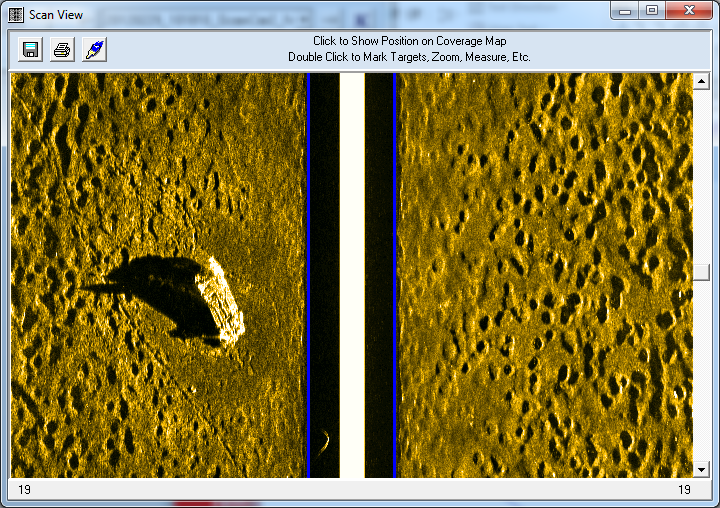 Scan View
Click to Show Position on Coverage Map
Double Click to Mark Targets, Zoom, Measure, Etc.
19
19